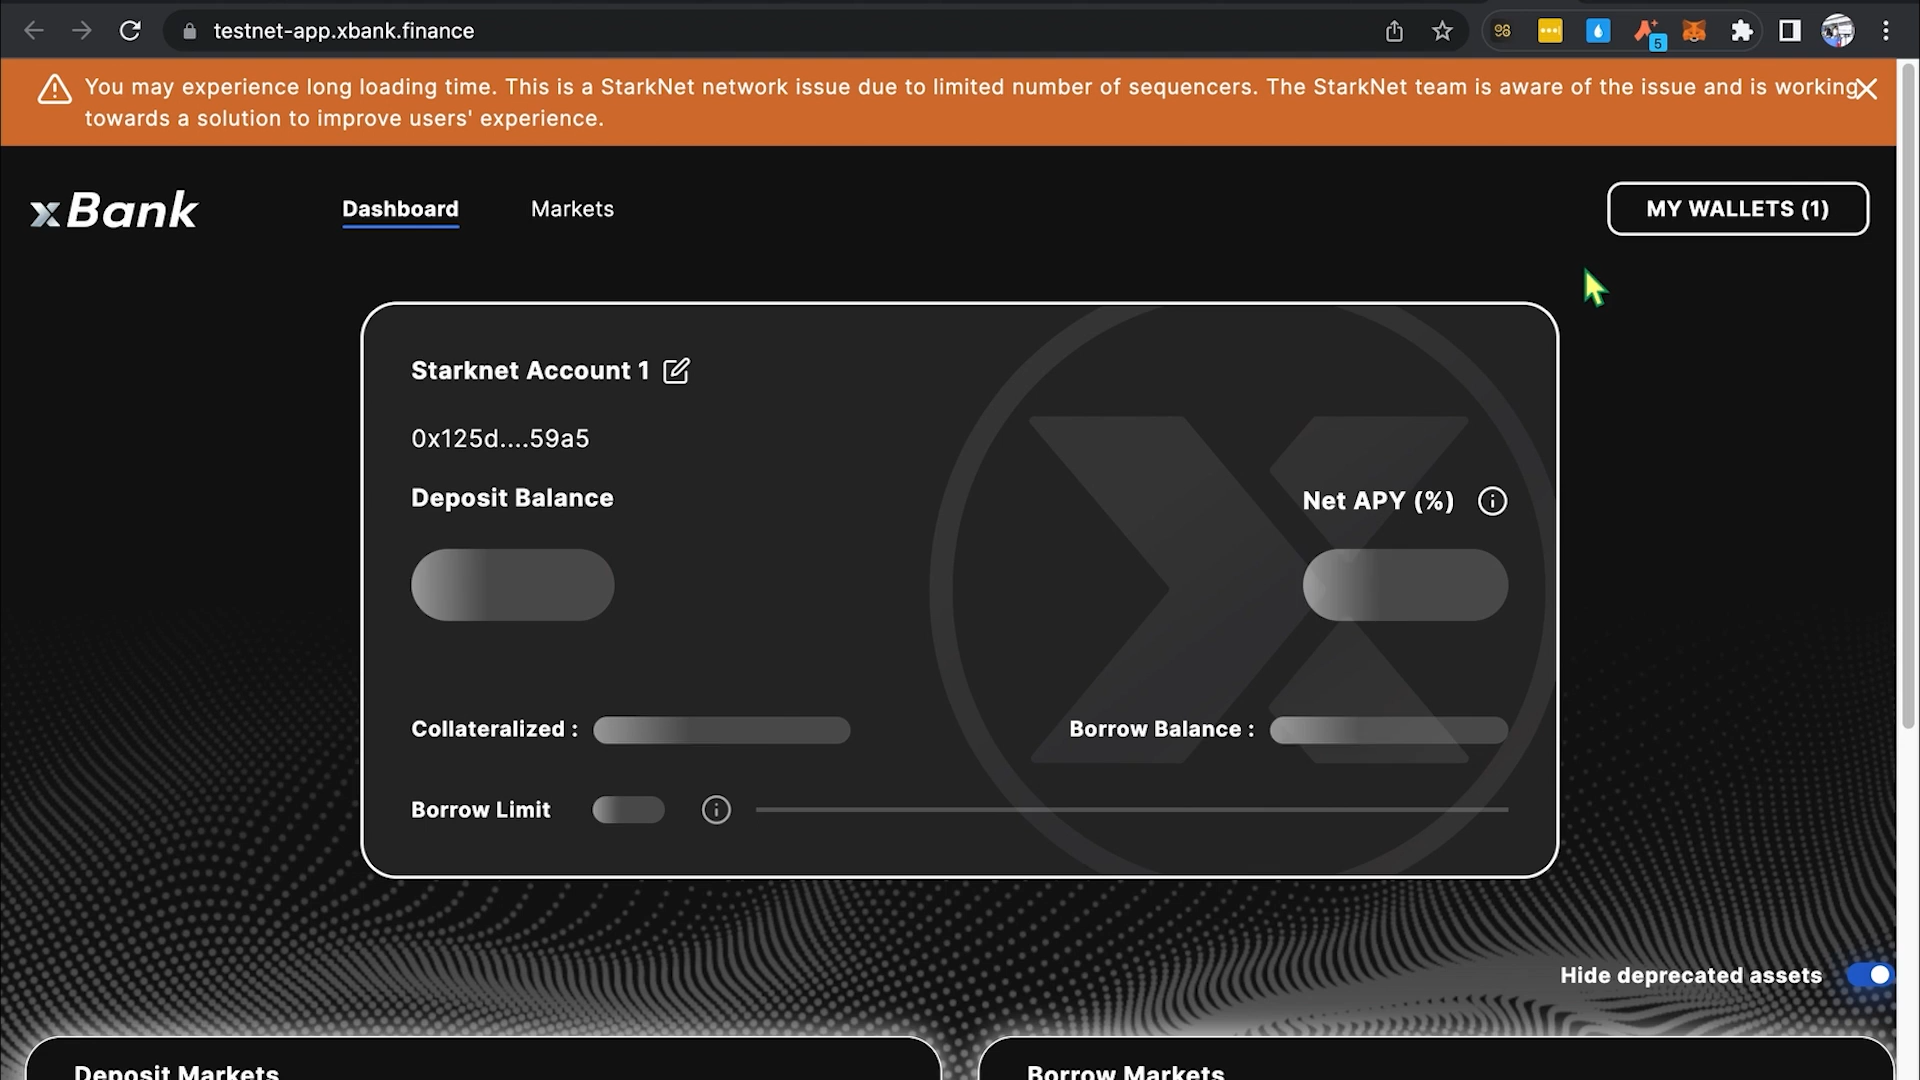 testnet-app.xbank.finance
98
5
You may experience long loading time. This is a StarkNet network issue due to limited number of sequencers. The StarkNet team is aware of the issue and is working
towards a solution to improve users' experience.
xBank
Dashboard
Markets
MY WALLETS (1)
Starknet Account 1
0x125d....59a5
Deposit Balance
Net APY (%)
Collateralized :
Borrow Balance :
Borrow Limit
Hide deprecated assets
Deposit Markets
Borrow Markets